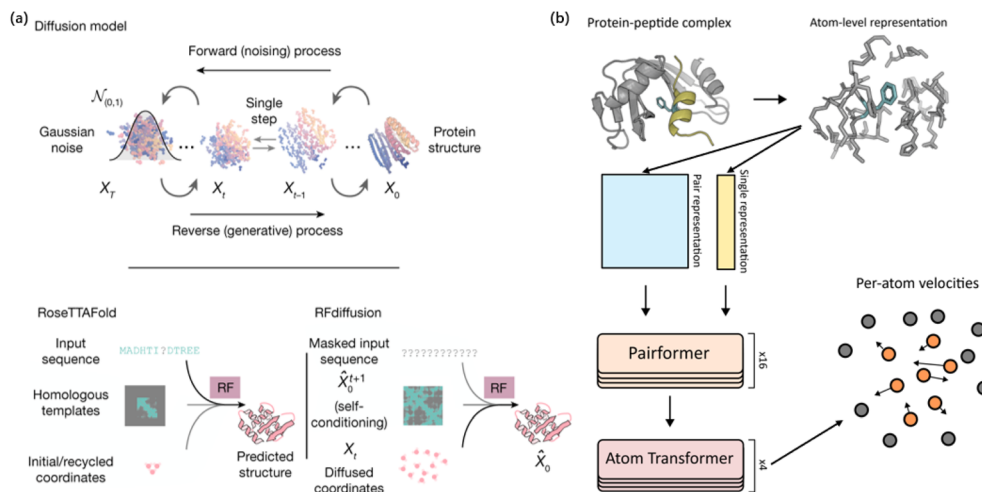 (a)
Diffusion model
Forward (noising) process
𝒩(0,1)
Single
step
Gaussian
noise
...
...
Protein
structure
X_T
X_t
X_{t–1}
X_0
Reverse (generative) process
RoseTTAFold
Input
sequence
MADHTI?DTREE
Homologous
templates
RF
Initial/recycled
coordinates
Predicted
structure
RFdiffusion
Masked input
sequence
????????????
X̂_0^{t+1}
(self-
conditioning)
RF
X_t
Diffused
coordinates
X̂_0
(b)
Protein-peptide complex
Atom-level representation
Pair representation
Single representation
Pairformer
x16
Atom Transformer
x4
Per-atom velocities